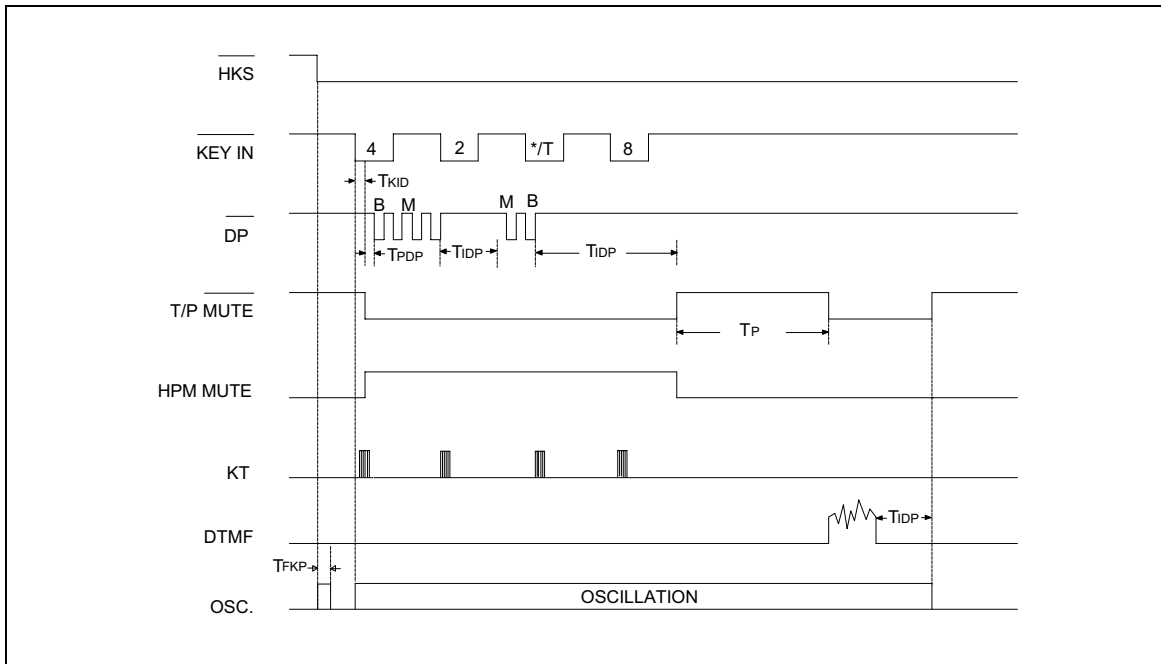 HKS
KEY IN 4 2 */T 8
TKID
B M M B
DP
TPDP TIDP TIDP
T/P MUTE
TP
HPM MUTE
KT
DTMF TIDP
TFKP
OSC. OSCILLATION